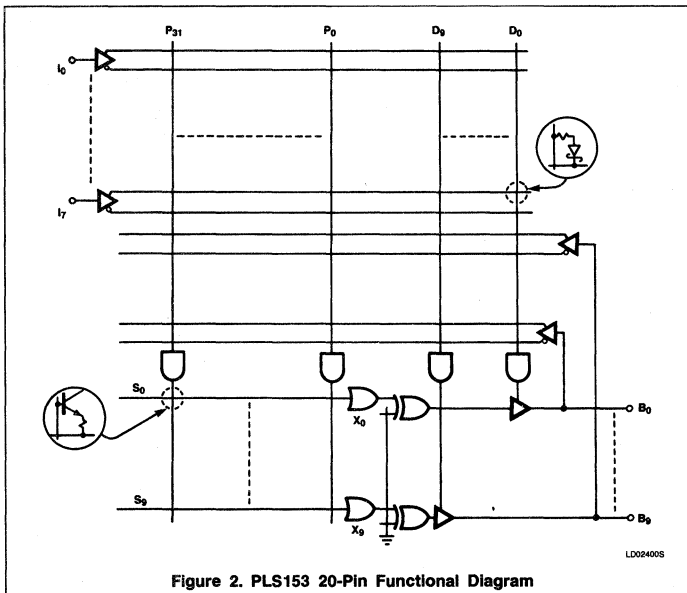 P31 P0 D9 D0
I0
I7
S0
X0
B0
S9
X9
B9
LD02400S
Figure 2. PLS153 20-Pin Functional Diagram